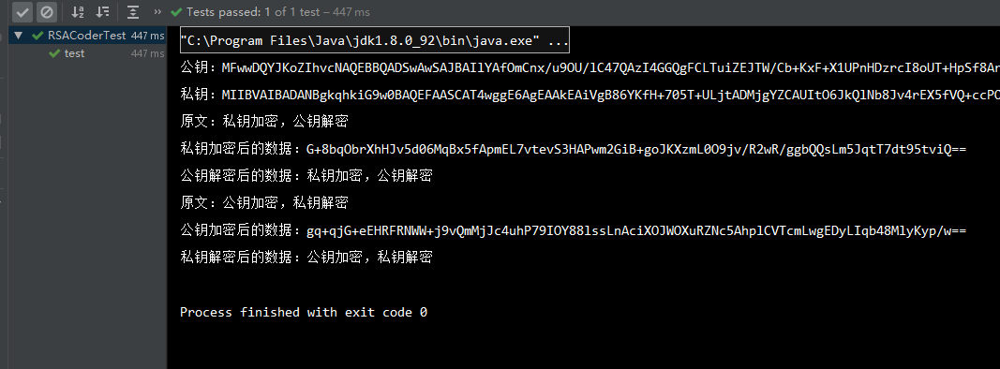 Tests passed: 1 of 1 test – 447 ms
RSACoderTest 447 ms
test 447 ms
"C:\Program Files\Java\jdk1.8.0_92\bin\java.exe" ...
公钥：MFwwDQYJKoZIhvcNAQEBBQADSwAwSAJBAIlYAfOmCnx/u9OU/lC47QAzI4GGQgFCLTuiZEJTW/Cb+KxF+X1UPnHDzrcI8oUT+HpSf8An
私钥：MIIBVAIBADANBgkqhkiG9w0BAQEFAASCAT4wggE6AgEAAkEAiVgB86YKfH+705T+ULjtADMjgYZCAUItO6JkQlNb8Jv4rEX5fVQ+ccPO
原文：私钥加密，公钥解密
私钥加密后的数据：G+8bqObrXhHJv5d06MqBx5fApmEL7vtevS3HAPwm2GiB+goJKXzmL0O9jv/R2wR/ggbQQsLm5JqtT7dt95tviQ==
公钥解密后的数据：私钥加密，公钥解密
原文：公钥加密，私钥解密
公钥加密后的数据：gq+qjG+eEHRFRNWW+j9vQmMjJc4uhP79IOY88lssLnAciXOJWOXuRZNc5AhplCVTcmLwgEDyLIqb48MlyKyp/w==
私钥解密后的数据：公钥加密，私钥解密
Process finished with exit code 0